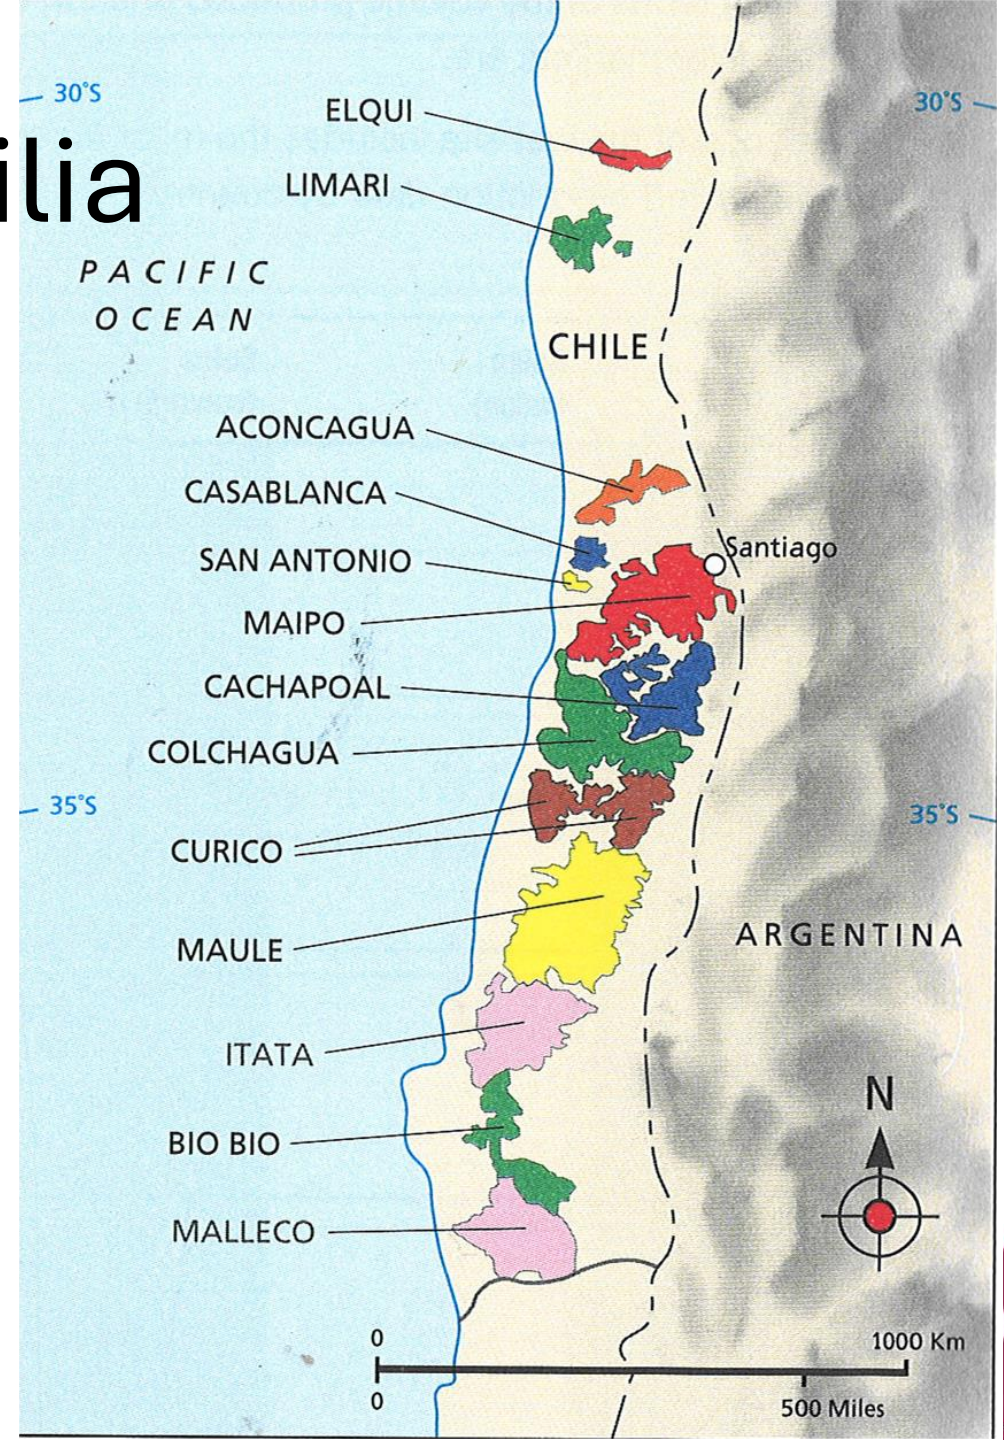 30°S
30°S
ELQUI
ilia
LIMARI
PACIFIC
OCEAN
CHILE
ACONCAGUA
CASABLANCA
Santiago
SAN ANTONIO
MAIPO
CACHAPOAL
COLCHAGUA
35°S
35°S
CURICO
ARGENTINA
MAULE
ITATA
N
BIO BIO
MALLECO
0
1000 Km
0
500 Miles